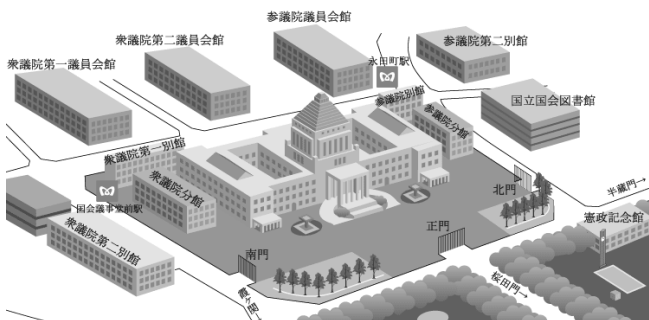 参議院議員会館
衆議院第二議員会館
衆議院第一議員会館
永田町駅
参議院第二別館
参議院別館
参議院分館
国立国会図書館
衆議院第一別館
衆議院分館
国会議事堂前駅
衆議院第二別館
北門
半蔵門→
憲政記念館
正門
南門
桜田門→
霞ヶ関